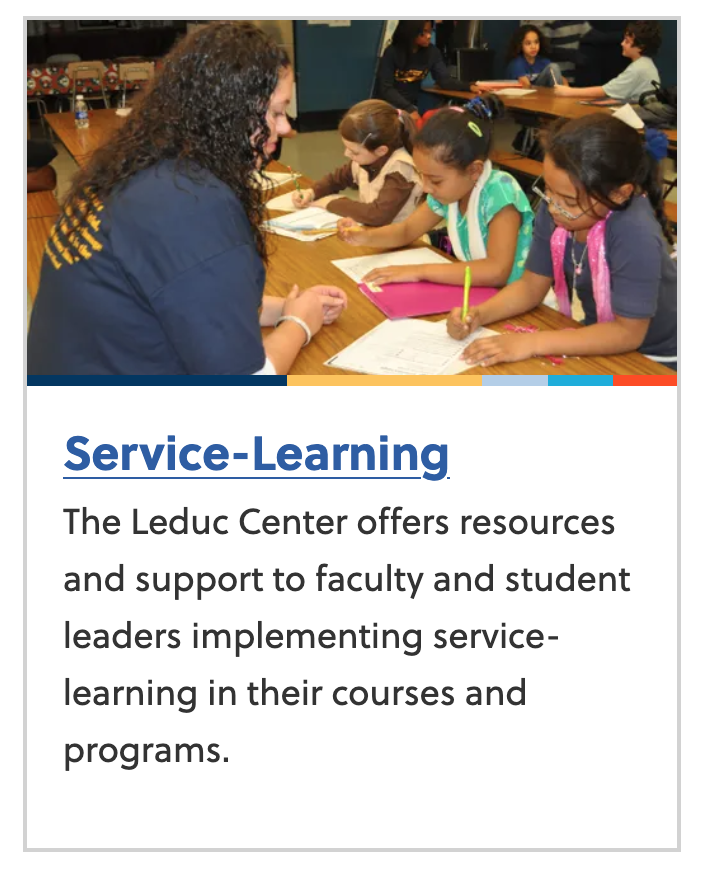 Service-Learning
The Leduc Center offers resources
and support to faculty and student
leaders implementing service-
learning in their courses and
programs.